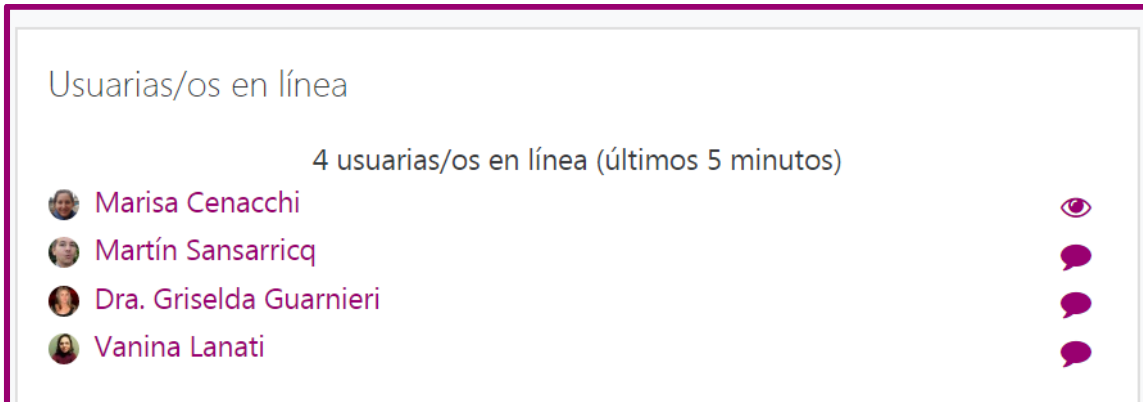 Usuarias/os en línea
4 usuarias/os en línea (últimos 5 minutos)
Marisa Cenacchi
Martín Sansarricq
Dra. Griselda Guarnieri
Vanina Lanati